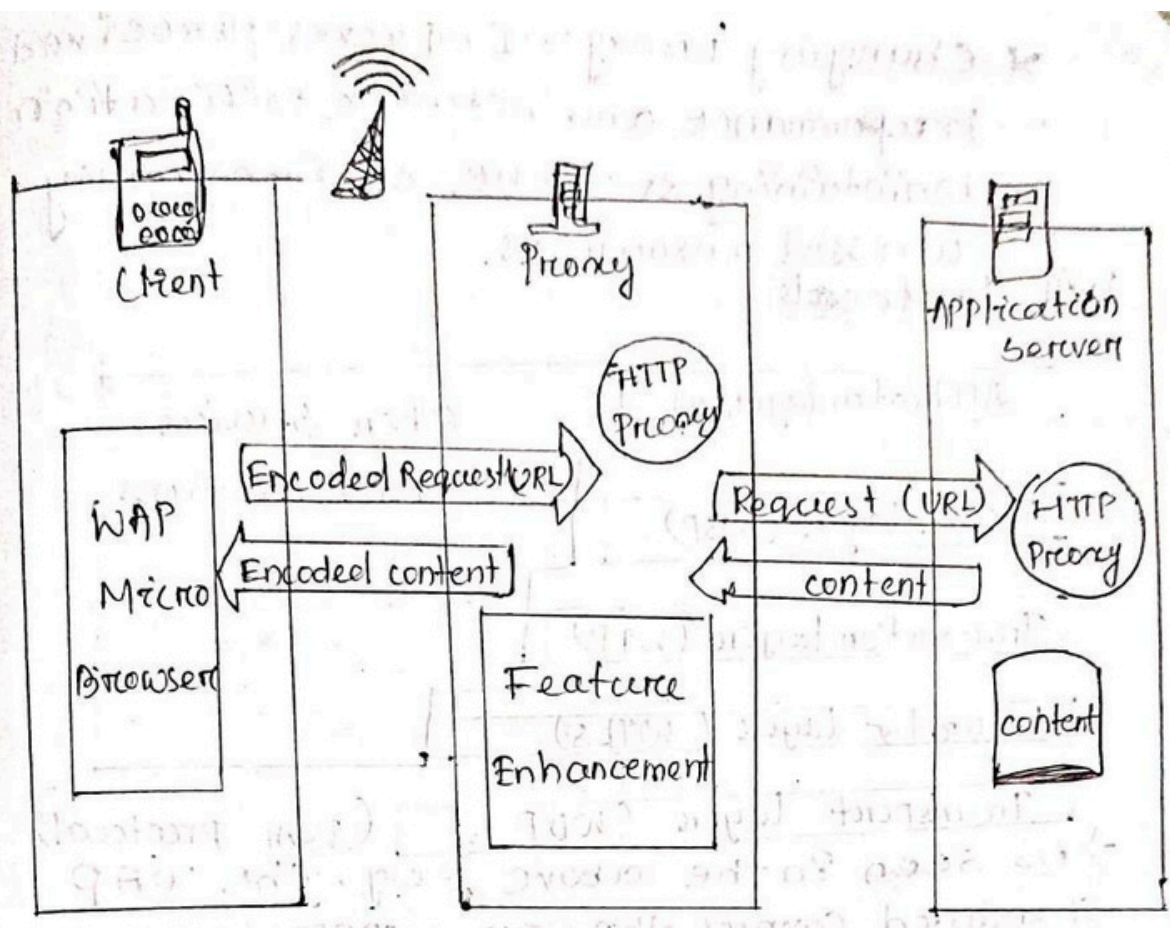 Client
Proxy
Application
Server
HTTP
Proxy
Encoded Request (URL)
Request (URL)
HTTP
Proxy
WAP
Micro
Browser
Encoded content
content
Feature
Enhancement
content